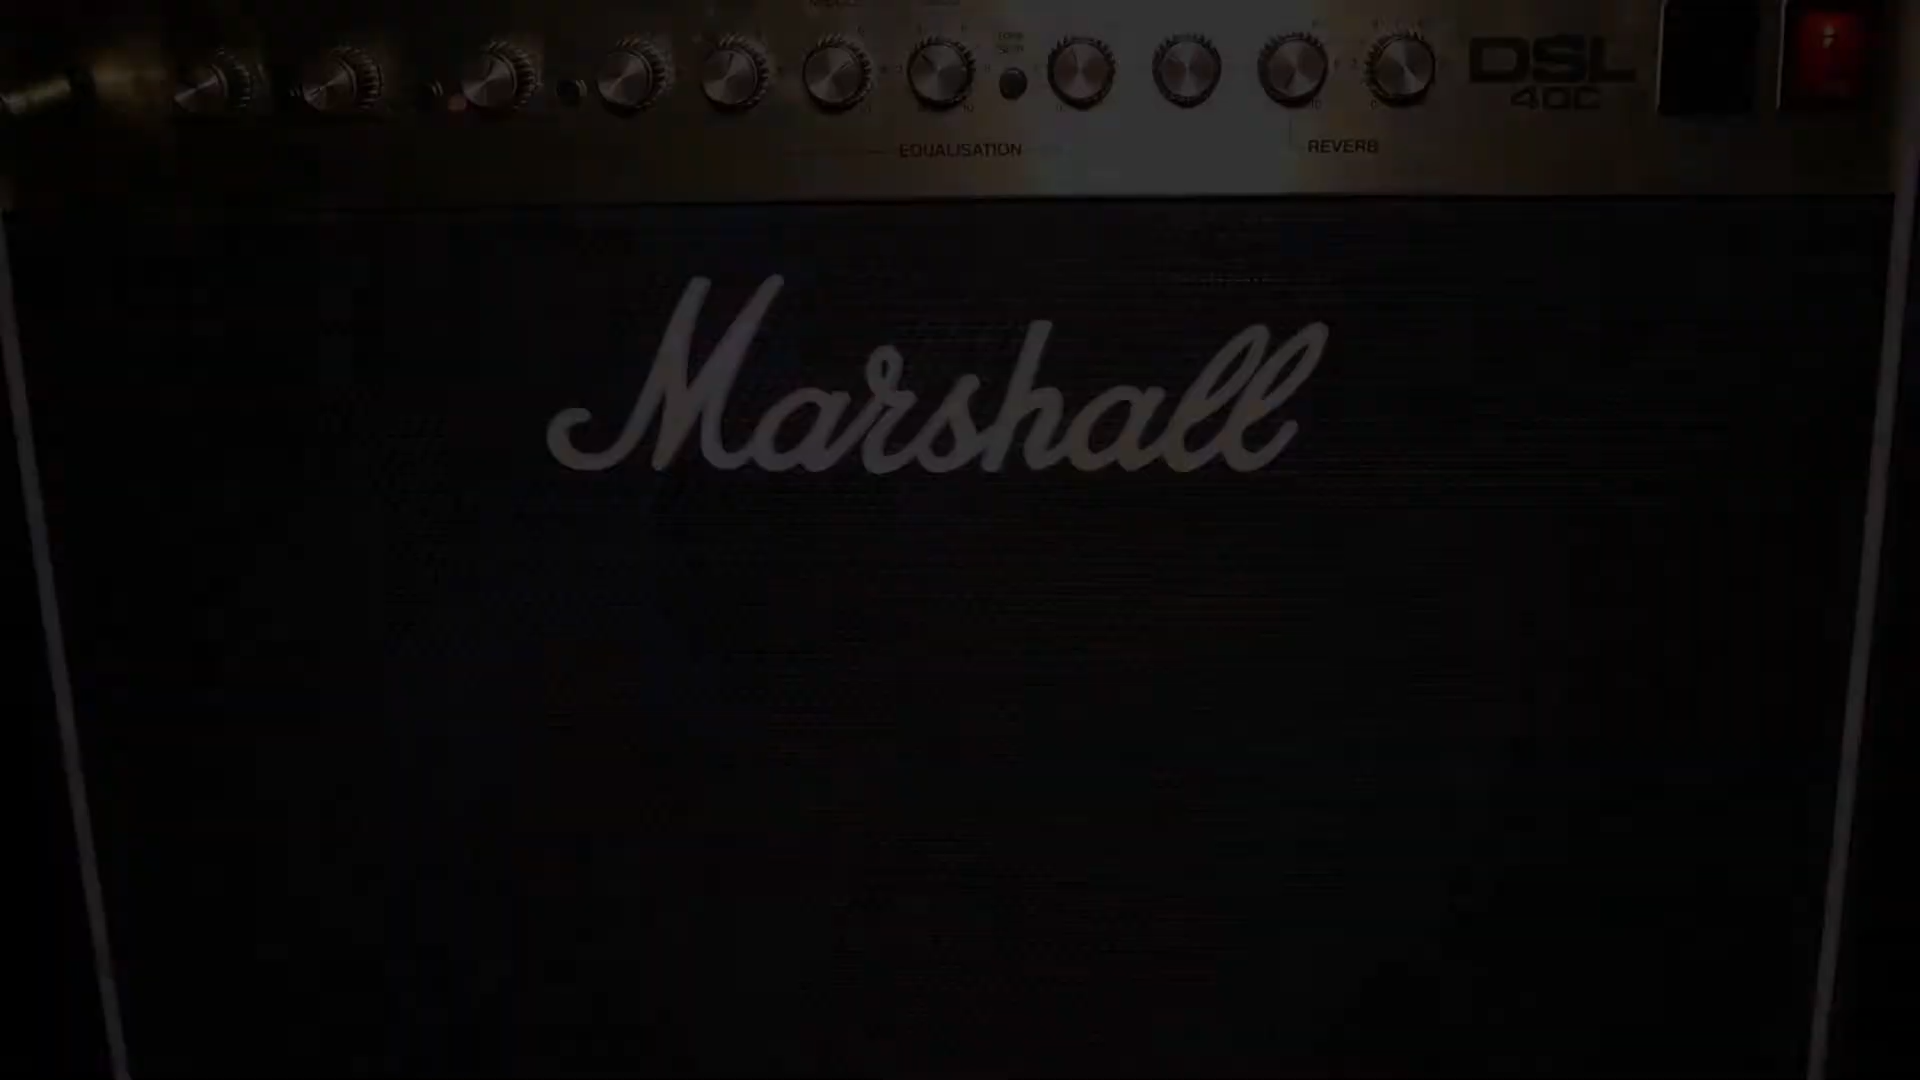 DSL
40C
EQUALISATION
REVERB
Marshall